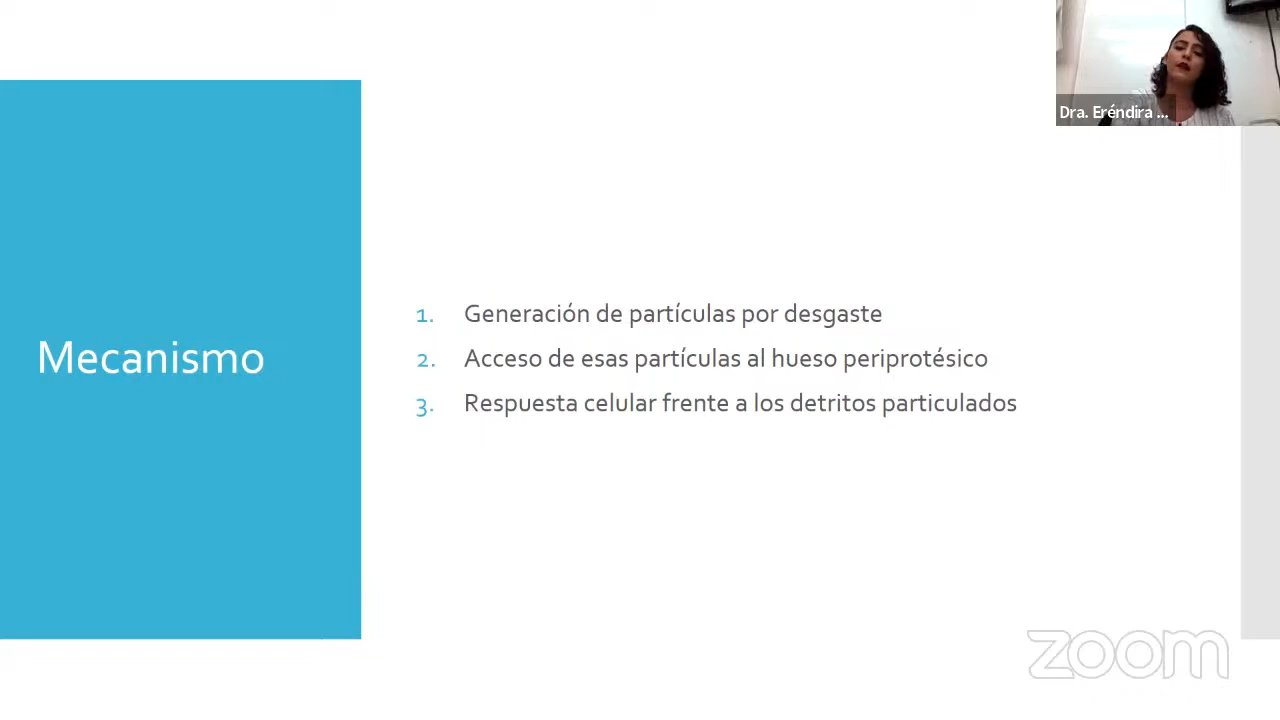 Dra. Eréndira ...
Mecanismo
1. Generación de partículas por desgaste
2. Acceso de esas partículas al hueso periprotésico
3. Respuesta celular frente a los detritos particulados
zoom